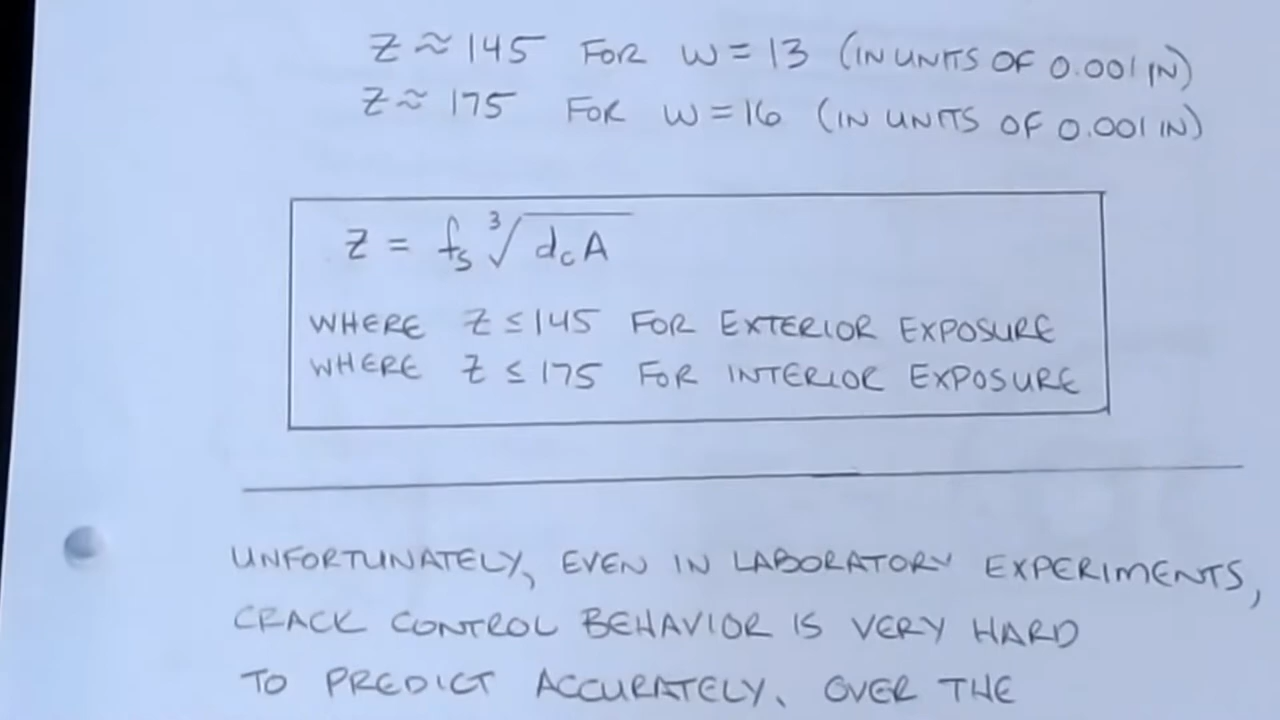 Z ≈ 145 FOR W = 13 (IN UNITS OF 0.001 IN)
Z ≈ 175 FOR W = 16 (IN UNITS OF 0.001 IN)
Z = fs ∛(dcA)
WHERE Z ≤ 145 FOR EXTERIOR EXPOSURE
WHERE Z ≤ 175 FOR INTERIOR EXPOSURE
UNFORTUNATELY, EVEN IN LABORATORY EXPERIMENTS,
CRACK CONTROL BEHAVIOR IS VERY HARD
TO PREDICT ACCURATELY. OVER THE